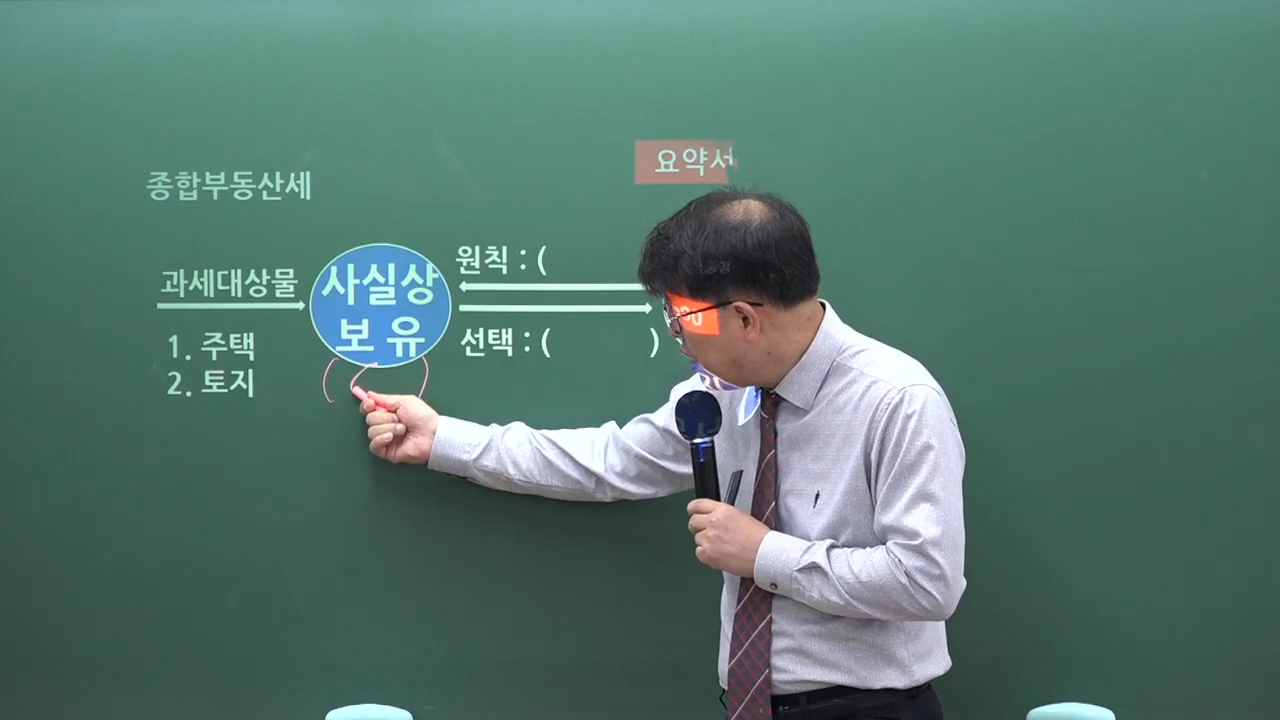 요약서
종합부동산세
과세대상물
사실상
보유
원칙 : (
선택 : ( )
1. 주택
2. 토지